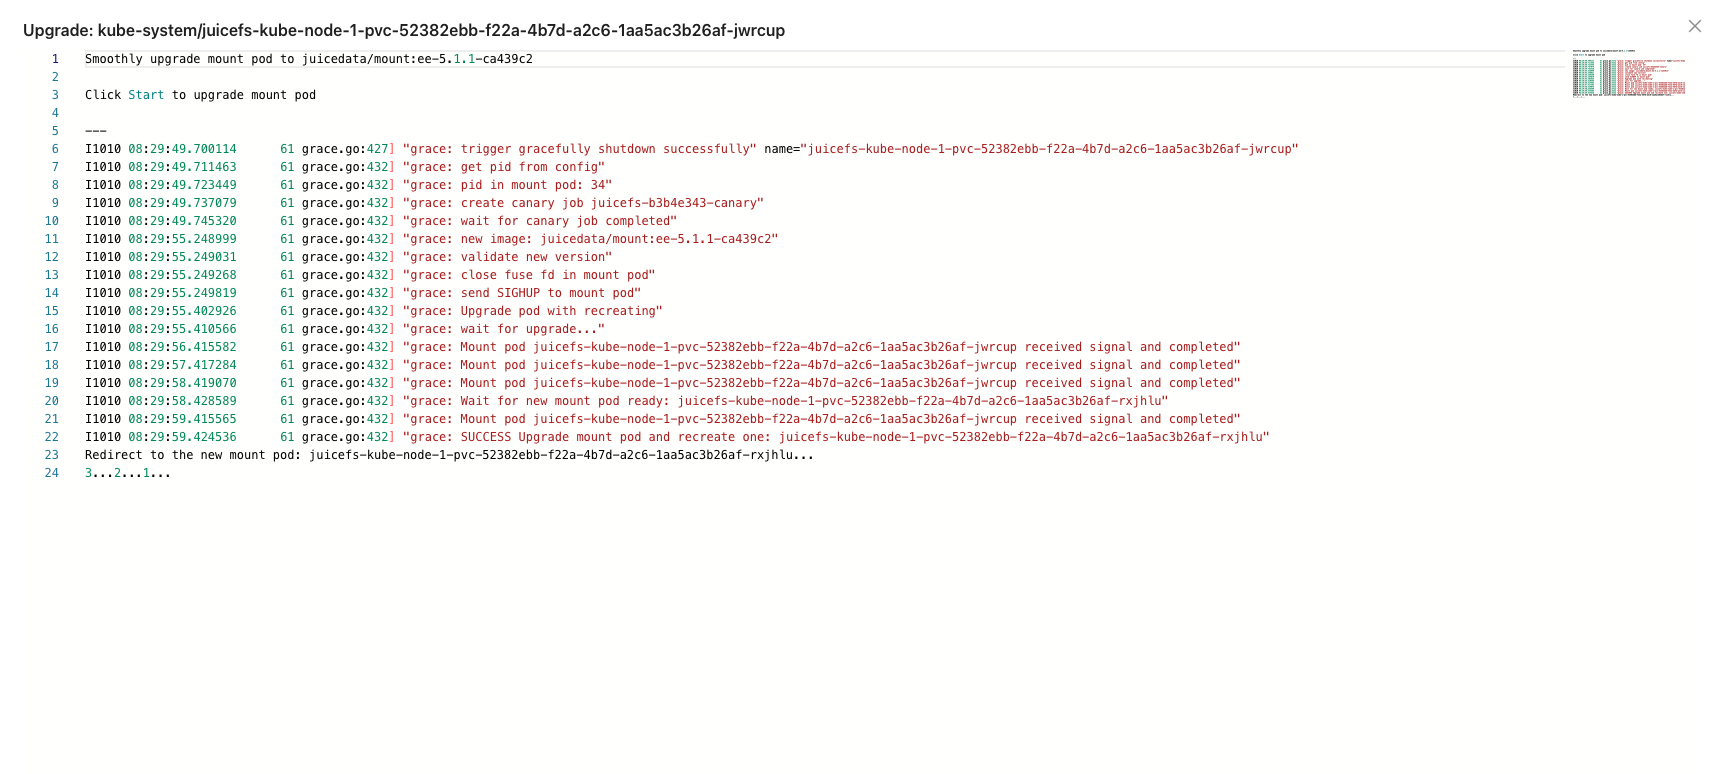 Upgrade: kube-system/juicefs-kube-node-1-pvc-52382ebb-f22a-4b7d-a2c6-1aa5ac3b26af-jwrcup
1 Smoothly upgrade mount pod to juicedata/mount:ee-5.1.1-ca439c2
2
3 Click Start to upgrade mount pod
4
5 ---
6 I1010 08:29:49.700114      61 grace.go:427] "grace: trigger gracefully shutdown successfully" name="juicefs-kube-node-1-pvc-52382ebb-f22a-4b7d-a2c6-1aa5ac3b26af-jwrcup"
7 I1010 08:29:49.711463      61 grace.go:432] "grace: get pid from config"
8 I1010 08:29:49.723449      61 grace.go:432] "grace: pid in mount pod: 34"
9 I1010 08:29:49.737079      61 grace.go:432] "grace: create canary job juicefs-b3b4e343-canary"
10 I1010 08:29:49.745320      61 grace.go:432] "grace: wait for canary job completed"
11 I1010 08:29:55.248999      61 grace.go:432] "grace: new image: juicedata/mount:ee-5.1.1-ca439c2"
12 I1010 08:29:55.249031      61 grace.go:432] "grace: validate new version"
13 I1010 08:29:55.249268      61 grace.go:432] "grace: close fuse fd in mount pod"
14 I1010 08:29:55.249819      61 grace.go:432] "grace: send SIGHUP to mount pod"
15 I1010 08:29:55.402926      61 grace.go:432] "grace: Upgrade pod with recreating"
16 I1010 08:29:55.410566      61 grace.go:432] "grace: wait for upgrade..."
17 I1010 08:29:56.415582      61 grace.go:432] "grace: Mount pod juicefs-kube-node-1-pvc-52382ebb-f22a-4b7d-a2c6-1aa5ac3b26af-jwrcup received signal and completed"
18 I1010 08:29:57.417284      61 grace.go:432] "grace: Mount pod juicefs-kube-node-1-pvc-52382ebb-f22a-4b7d-a2c6-1aa5ac3b26af-jwrcup received signal and completed"
19 I1010 08:29:58.419070      61 grace.go:432] "grace: Mount pod juicefs-kube-node-1-pvc-52382ebb-f22a-4b7d-a2c6-1aa5ac3b26af-jwrcup received signal and completed"
20 I1010 08:29:58.428589      61 grace.go:432] "grace: Wait for new mount pod ready: juicefs-kube-node-1-pvc-52382ebb-f22a-4b7d-a2c6-1aa5ac3b26af-rxjhlu"
21 I1010 08:29:59.415565      61 grace.go:432] "grace: Mount pod juicefs-kube-node-1-pvc-52382ebb-f22a-4b7d-a2c6-1aa5ac3b26af-jwrcup received signal and completed"
22 I1010 08:29:59.424536      61 grace.go:432] "grace: SUCCESS Upgrade mount pod and recreate one: juicefs-kube-node-1-pvc-52382ebb-f22a-4b7d-a2c6-1aa5ac3b26af-rxjhlu"
23 Redirect to the new mount pod: juicefs-kube-node-1-pvc-52382ebb-f22a-4b7d-a2c6-1aa5ac3b26af-rxjhlu...
24 3...2...1...